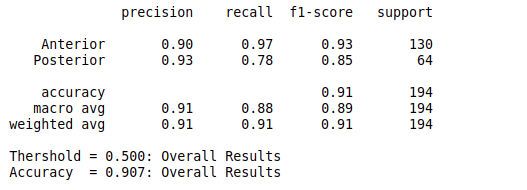 precision recall f1-score support
Anterior 0.90 0.97 0.93 130
Posterior 0.93 0.78 0.85 64
accuracy 0.91 194
macro avg 0.91 0.88 0.89 194
weighted avg 0.91 0.91 0.91 194
Thershold = 0.500: Overall Results
Accuracy = 0.907: Overall Results